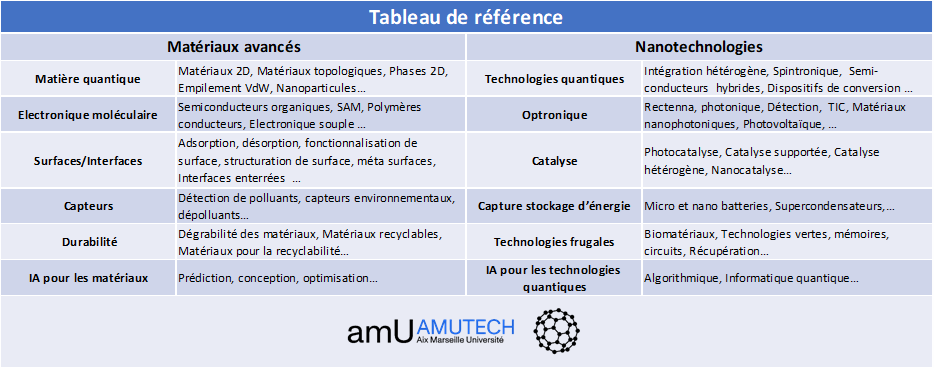 Tableau de référence
Matériaux avancés
Nanotechnologies
Matière quantique
Matériaux 2D, Matériaux topologiques, Phases 2D,
Empilement VdW, Nanoparticules...
Technologies quantiques
Intégration hétérogène, Spintronique, Semi-
conducteurs hybrides, Dispositifs de conversion ...
Electronique moléculaire
Semiconducteurs organiques, SAM, Polymères
conducteurs, Electronique souple ...
Optronique
Rectenna, photonique, Détection, TIC, Matériaux
nanophotoniques, Photovoltaïque, ...
Surfaces/Interfaces
Adsorption, désorption, fonctionnalisation de
surface, structuration de surface, méta surfaces,
Interfaces enterrées ...
Catalyse
Photocatalyse, Catalyse supportée, Catalyse
hétérogène, Nanocatalyse...
Capteurs
Détection de polluants, capteurs environnementaux,
dépolluants...
Capture stockage d'énergie
Micro et nano batteries, Supercondensateurs,...
Durabilité
Dégrabilité des matériaux, Matériaux recyclables,
Matériaux pour la recyclabilité...
Technologies frugales
Biomatériaux, Technologies vertes, mémoires,
circuits, Récupération...
IA pour les matériaux
Prédiction, conception, optimisation...
IA pour les technologies
quantiques
Algorithmique, Informatique quantique...
amU AMUTECH
Aix Marseille Université